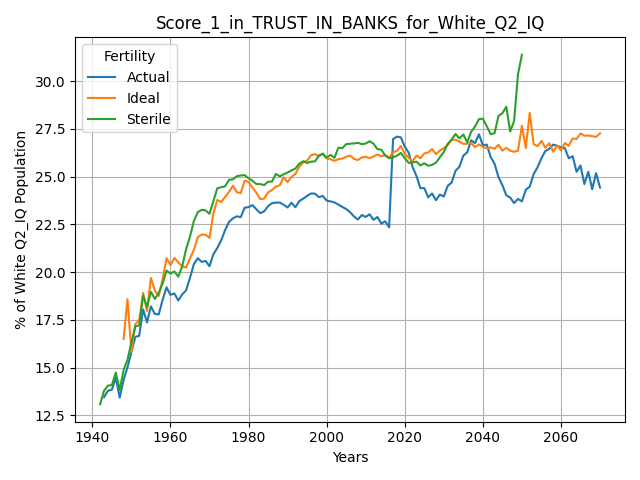 Score_1_in_TRUST_IN_BANKS_for_White_Q2_IQ
Fertility
Actual
Ideal
Sterile
% of White Q2_IQ Population
30.0
27.5
25.0
22.5
20.0
17.5
15.0
12.5
1940
1960
1980
2000
2020
2040
2060
Years